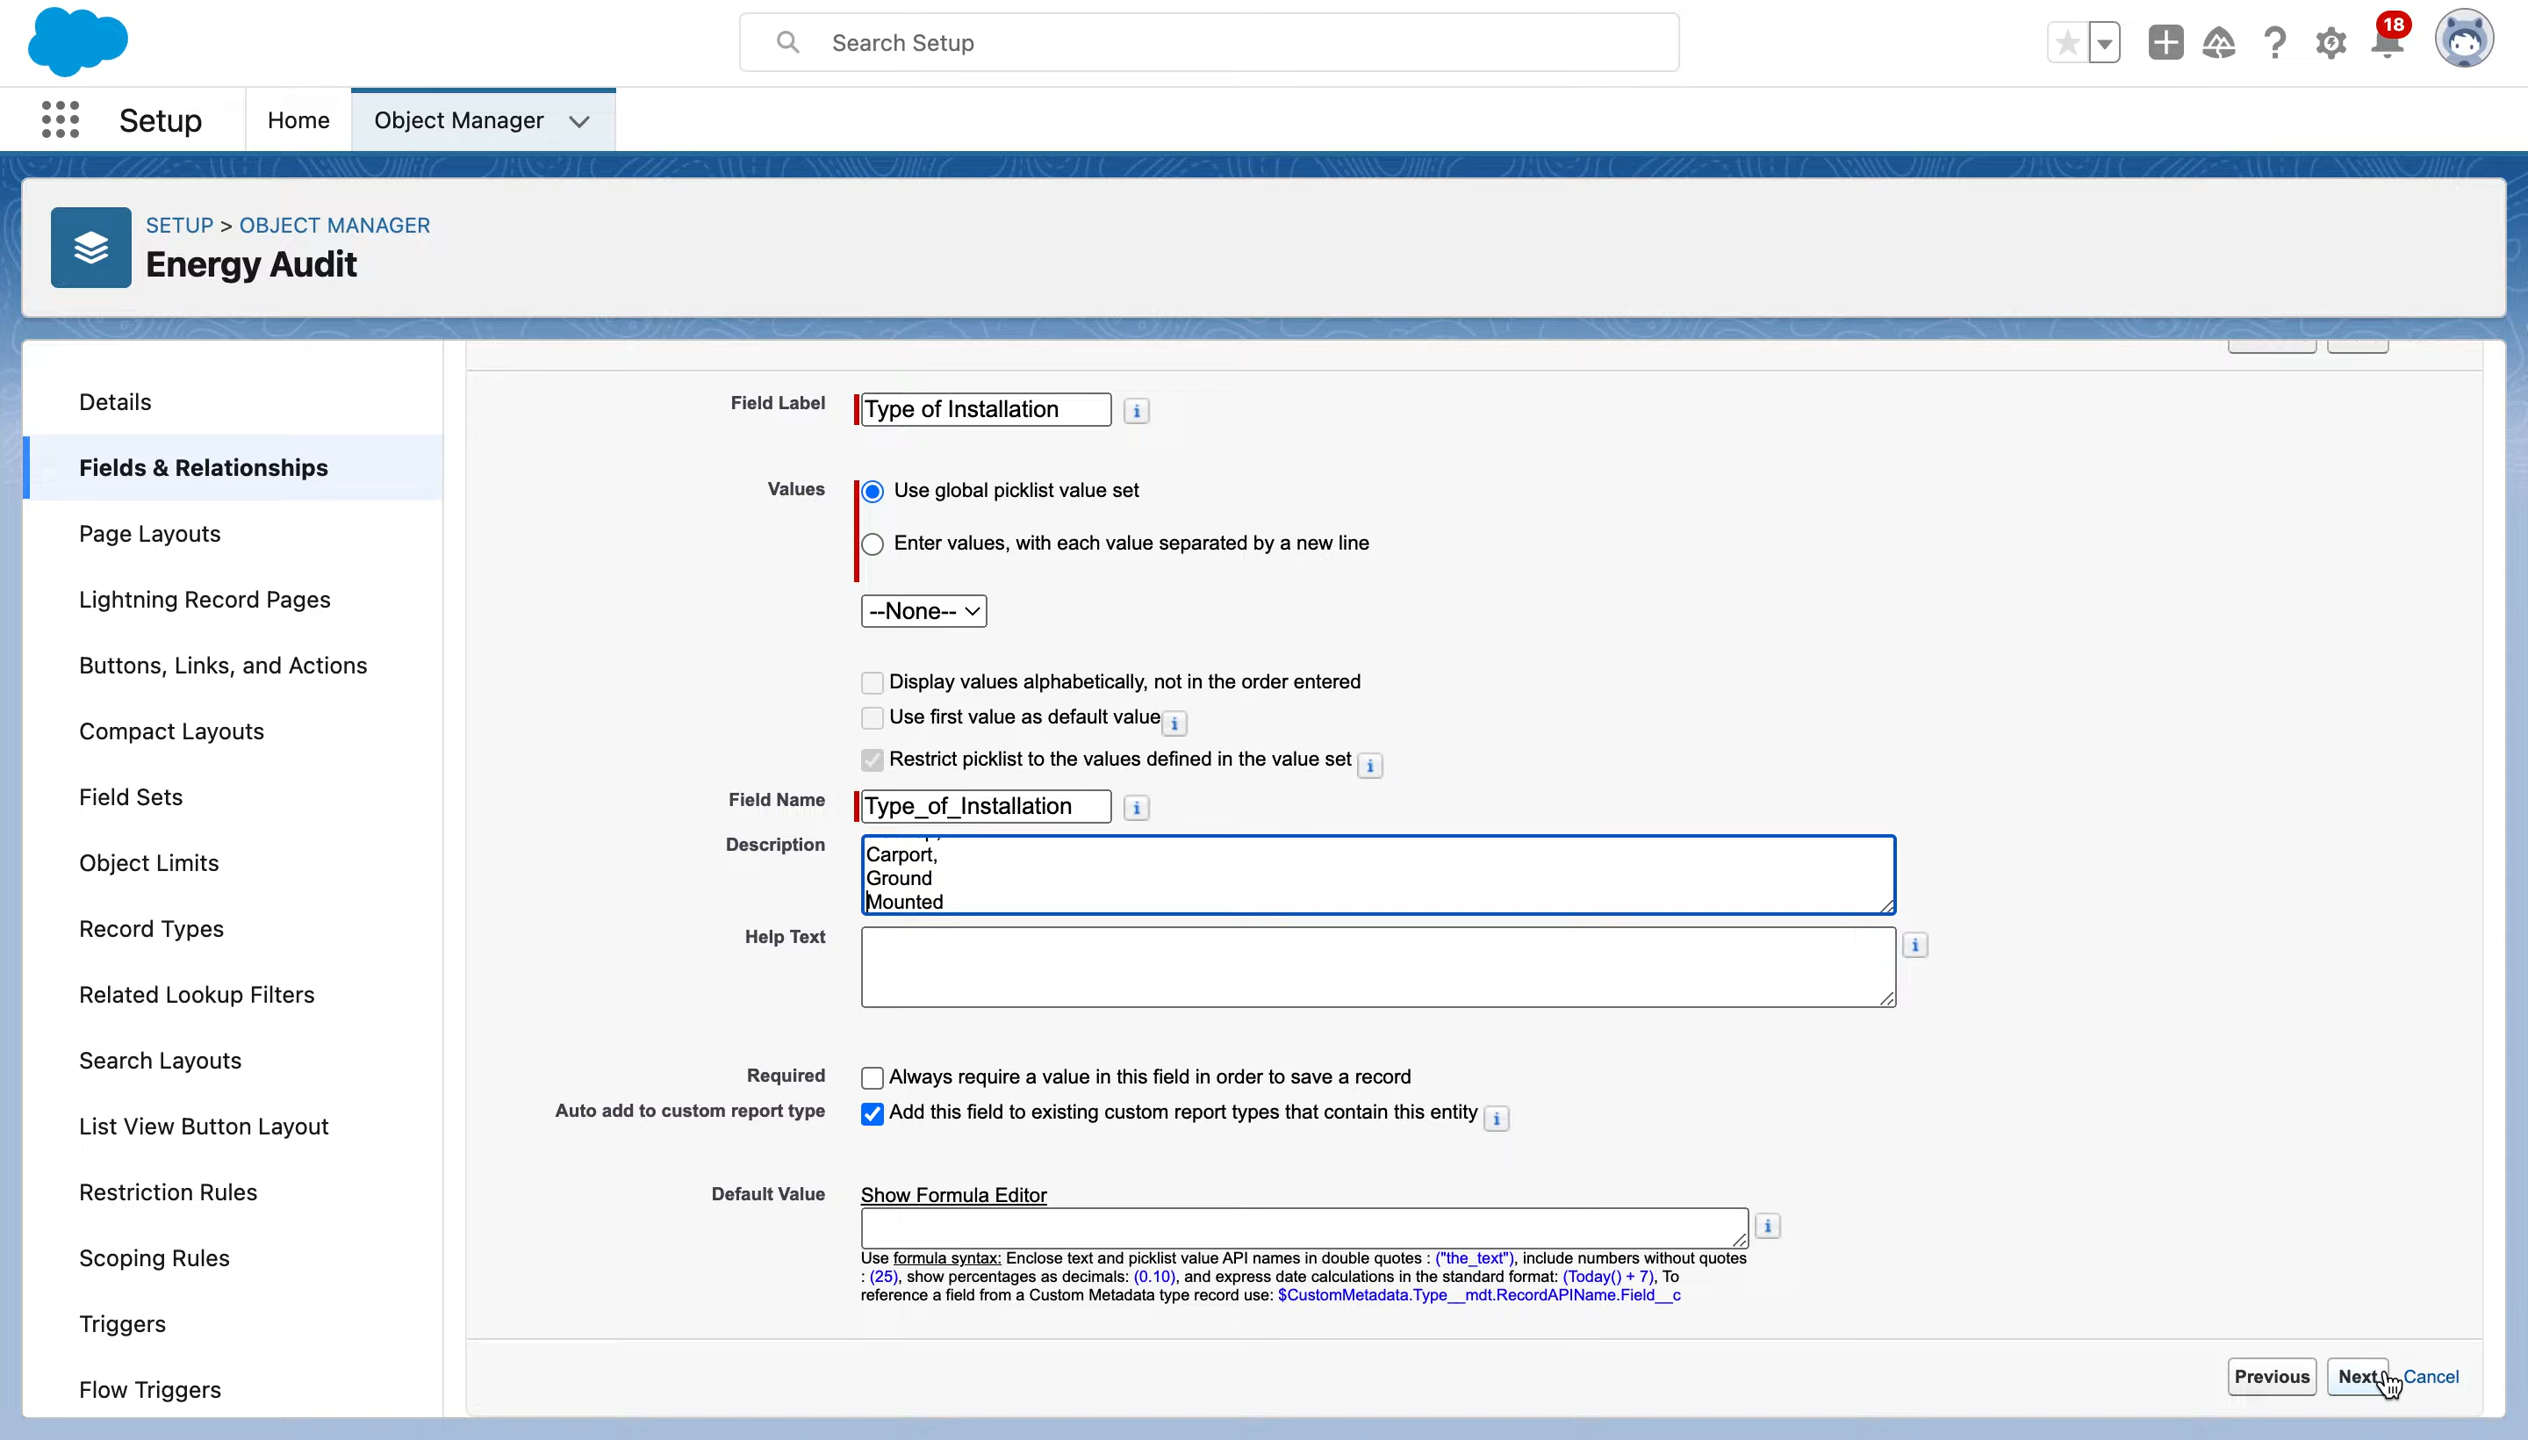 Search Setup
18
Setup
Home
Object Manager
SETUP > OBJECT MANAGER
Energy Audit
Details
Fields & Relationships
Page Layouts
Lightning Record Pages
Buttons, Links, and Actions
Compact Layouts
Field Sets
Object Limits
Record Types
Related Lookup Filters
Search Layouts
List View Button Layout
Restriction Rules
Scoping Rules
Triggers
Flow Triggers
Field Label
Type of Installation
Values
Use global picklist value set
Enter values, with each value separated by a new line
--None--
Display values alphabetically, not in the order entered
Use first value as default value
Restrict picklist to the values defined in the value set
Field Name
Type_of_Installation
Description
Carport,
Ground
Mounted
Help Text
Required
Always require a value in this field in order to save a record
Auto add to custom report type
Add this field to existing custom report types that contain this entity
Default Value
Show Formula Editor
Use formula syntax: Enclose text and picklist value API names in double quotes : ("the_text"), include numbers without quotes
: (25), show percentages as decimals: (0.10), and express date calculations in the standard format: (Today() + 7), To
reference a field from a Custom Metadata type record use: $CustomMetadata.Type__mdt.RecordAPIName.Field__c
Previous
Next
Cancel